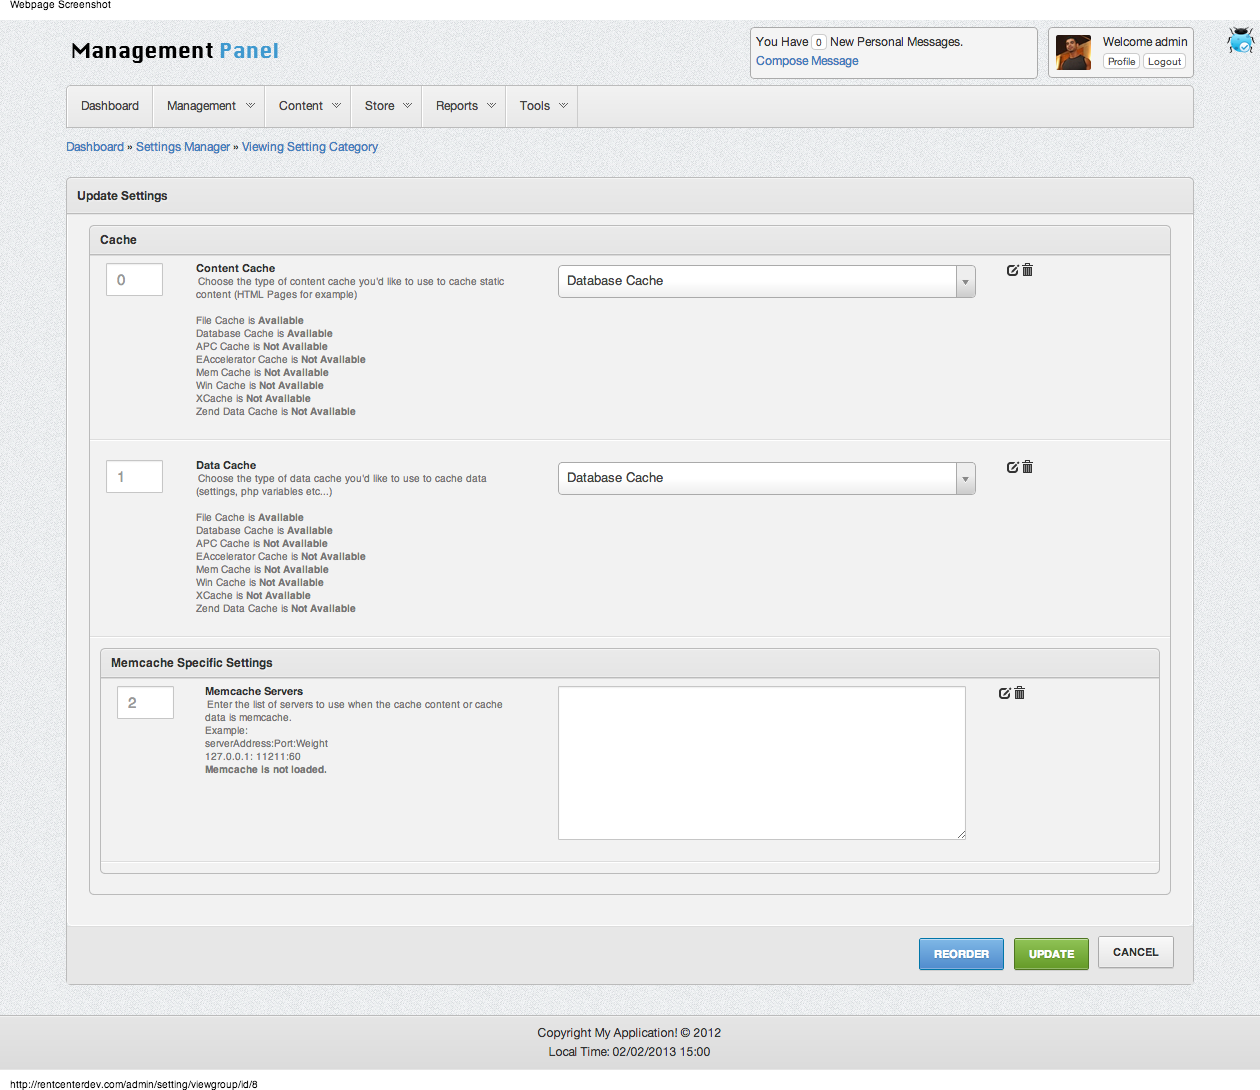 Webpage Screenshot
Management Panel
You Have 0 New Personal Messages.
Compose Message
Welcome admin
Profile Logout
Dashboard Management Content Store Reports Tools
Dashboard » Settings Manager » Viewing Setting Category
Update Settings
Cache
0
Content Cache
Choose the type of content cache you'd like to use to cache static
content (HTML Pages for example)
File Cache is Available
Database Cache is Available
APC Cache is Not Available
EAccelerator Cache is Not Available
Mem Cache is Not Available
Win Cache is Not Available
XCache is Not Available
Zend Data Cache is Not Available
Database Cache
1
Data Cache
Choose the type of data cache you'd like to use to cache data
(settings, php variables etc...)
File Cache is Available
Database Cache is Available
APC Cache is Not Available
EAccelerator Cache is Not Available
Mem Cache is Not Available
Win Cache is Not Available
XCache is Not Available
Zend Data Cache is Not Available
Database Cache
Memcache Specific Settings
2
Memcache Servers
Enter the list of servers to use when the cache content or cache
data is memcache.
Example:
serverAddress:Port:Weight
127.0.0.1: 11211:60
Memcache is not loaded.
REORDER UPDATE CANCEL
Copyright My Application! © 2012
Local Time: 02/02/2013 15:00
http://rentcenterdev.com/admin/setting/viewgroup/id/8